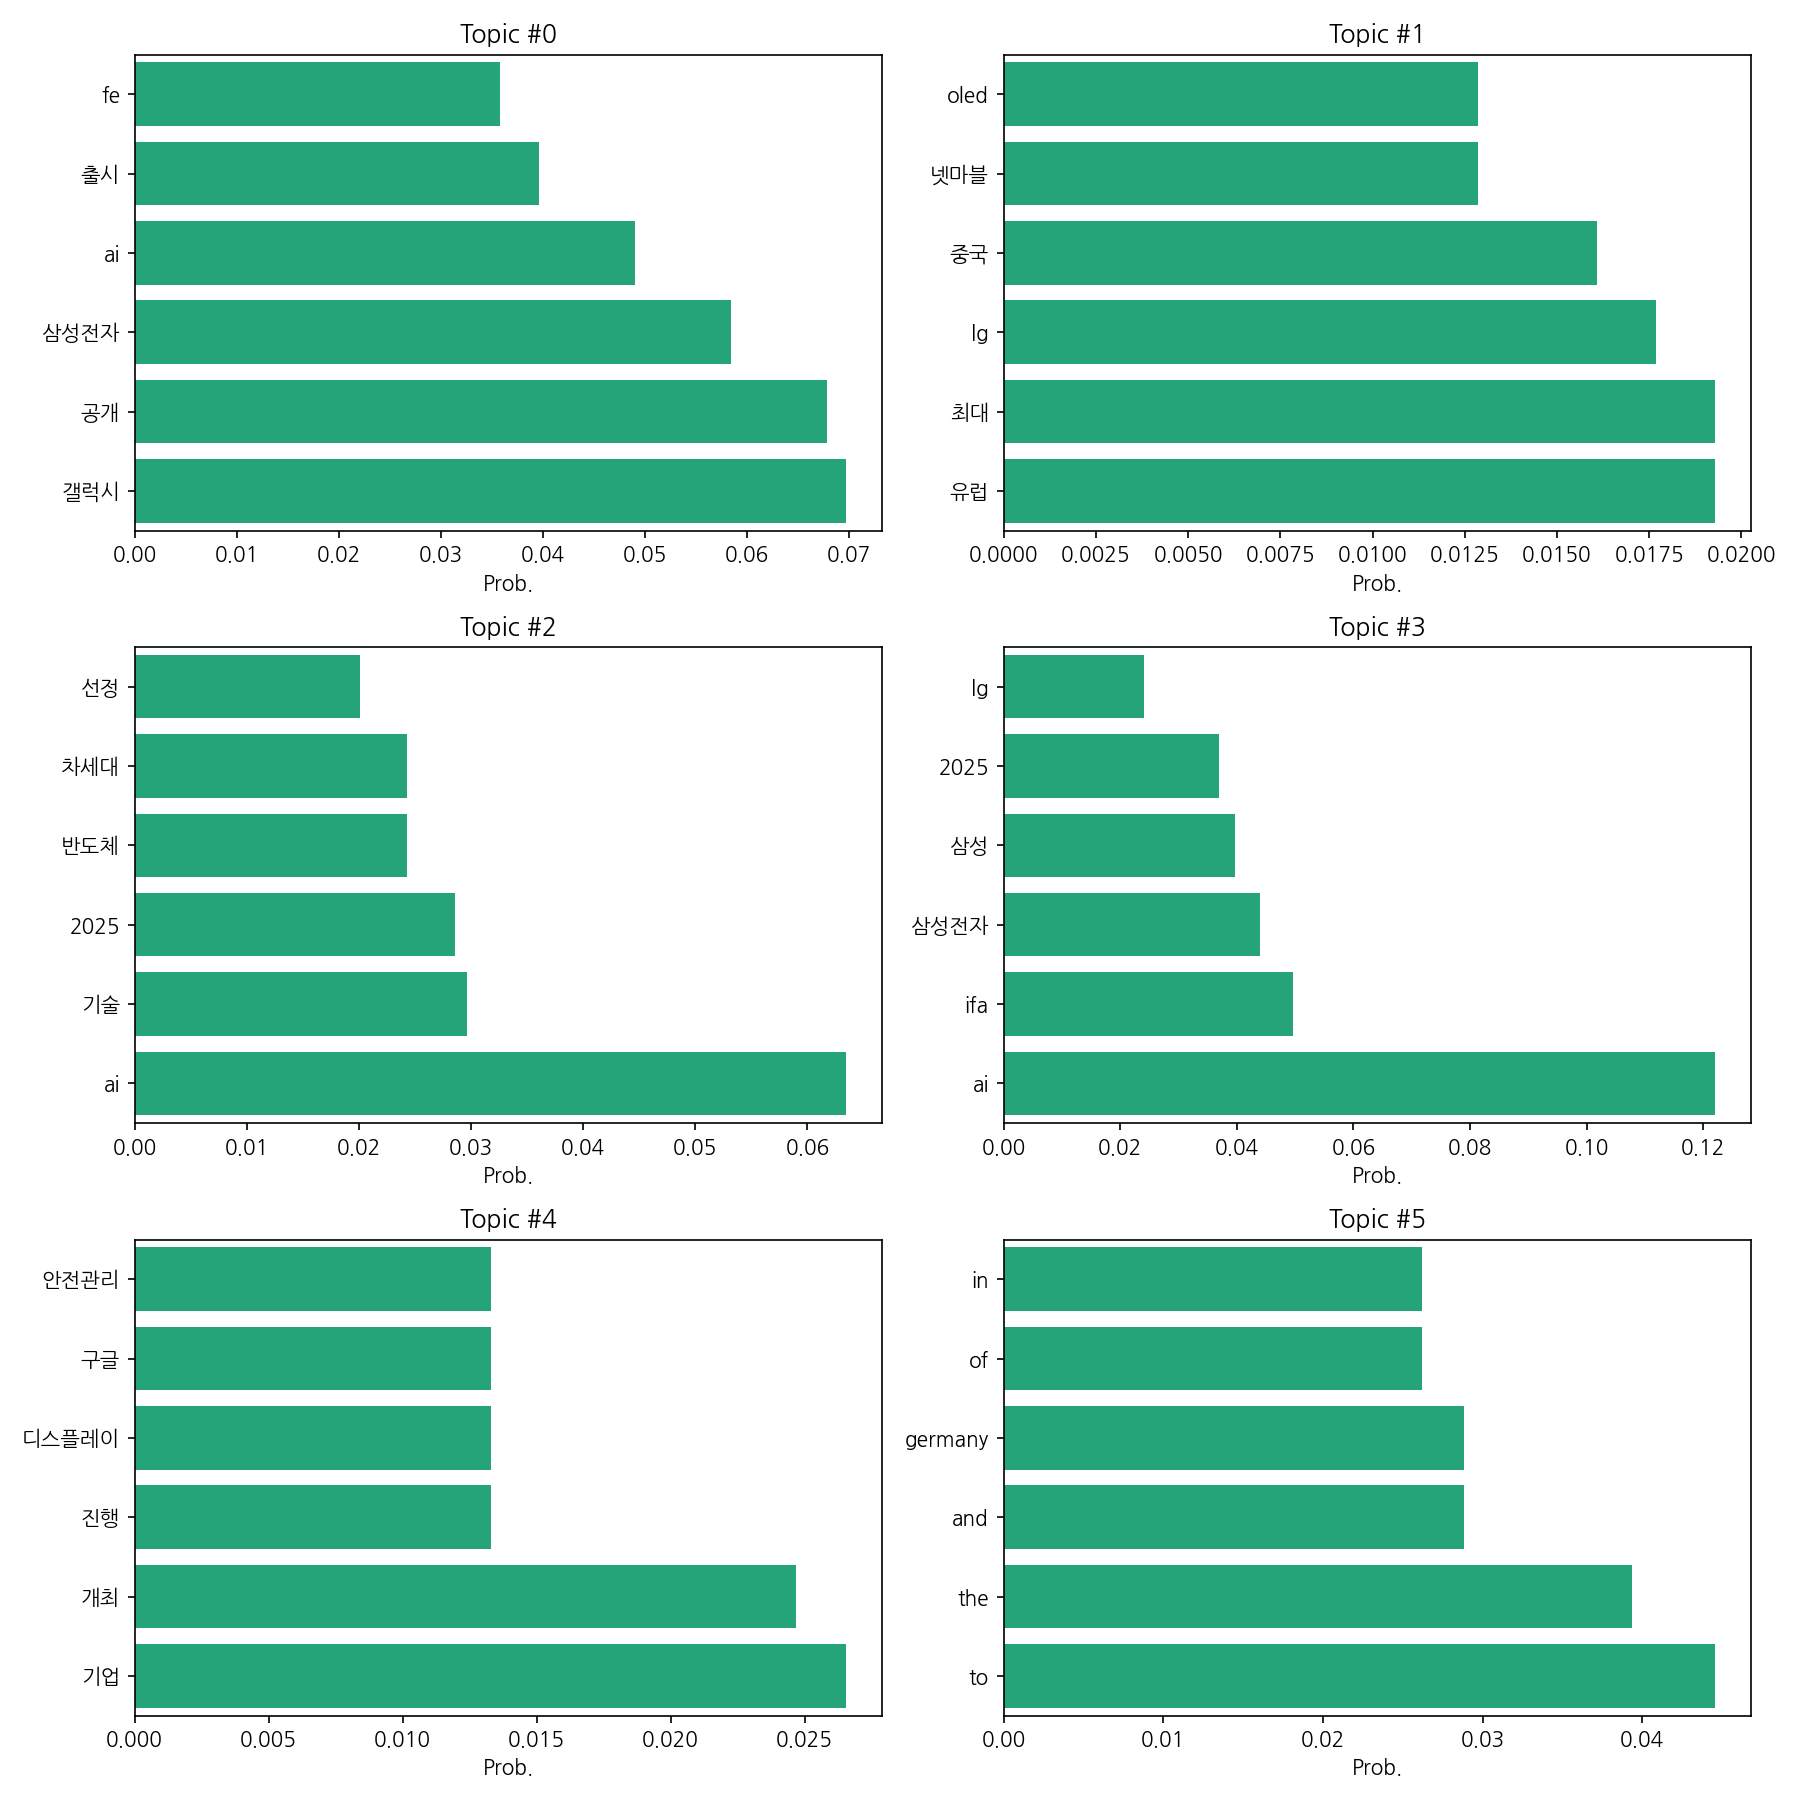 Topic #0
fe
출시
ai
삼성전자
공개
갤럭시
0.00 0.01 0.02 0.03 0.04 0.05 0.06 0.07
Prob.
Topic #1
oled
넷마블
중국
lg
최대
유럽
0.0000 0.0025 0.0050 0.0075 0.0100 0.0125 0.0150 0.0175 0.0200
Prob.
Topic #2
선정
차세대
반도체
2025
기술
ai
0.00 0.01 0.02 0.03 0.04 0.05 0.06
Prob.
Topic #3
lg
2025
삼성
삼성전자
ifa
ai
0.00 0.02 0.04 0.06 0.08 0.10 0.12
Prob.
Topic #4
안전관리
구글
디스플레이
진행
개최
기업
0.000 0.005 0.010 0.015 0.020 0.025
Prob.
Topic #5
in
of
germany
and
the
to
0.00 0.01 0.02 0.03 0.04
Prob.